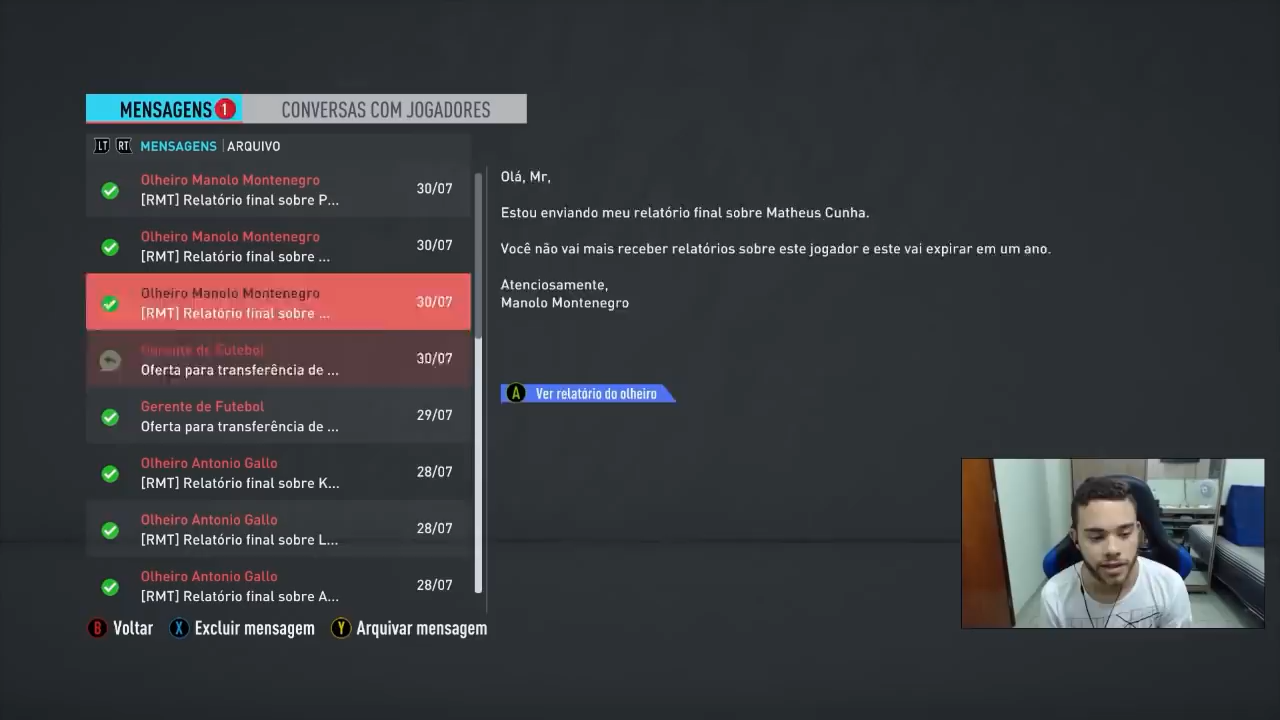 MENSAGENS 1 CONVERSAS COM JOGADORES
LT RT MENSAGENS | ARQUIVO
Olheiro Manolo Montenegro
[RMT] Relatório final sobre P... 30/07
Olheiro Manolo Montenegro
[RMT] Relatório final sobre ... 30/07
Olheiro Manolo Montenegro
[RMT] Relatório final sobre ... 30/07
Gerente de Futebol
Oferta para transferência de ... 30/07
Gerente de Futebol
Oferta para transferência de ... 29/07
Olheiro Antonio Gallo
[RMT] Relatório final sobre K... 28/07
Olheiro Antonio Gallo
[RMT] Relatório final sobre L... 28/07
Olheiro Antonio Gallo
[RMT] Relatório final sobre A... 28/07
Olá, Mr,
Estou enviando meu relatório final sobre Matheus Cunha.
Você não vai mais receber relatórios sobre este jogador e este vai expirar em um ano.
Atenciosamente,
Manolo Montenegro
A Ver relatório do olheiro
B Voltar X Excluir mensagem Y Arquivar mensagem